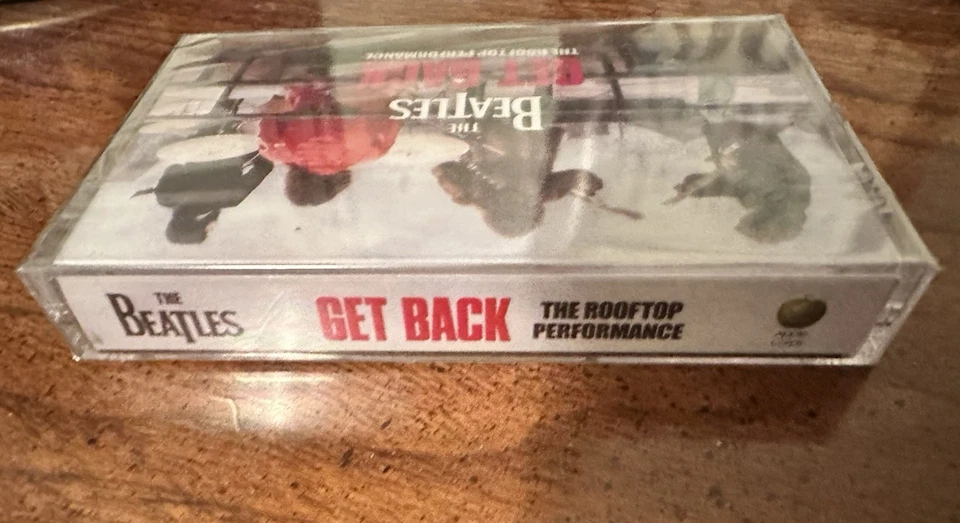 THE ROOFTOP PERFORMANCE
GET BACK
THE
BEATLES
THE
BEATLES
GET BACK
THE ROOFTOP
PERFORMANCE